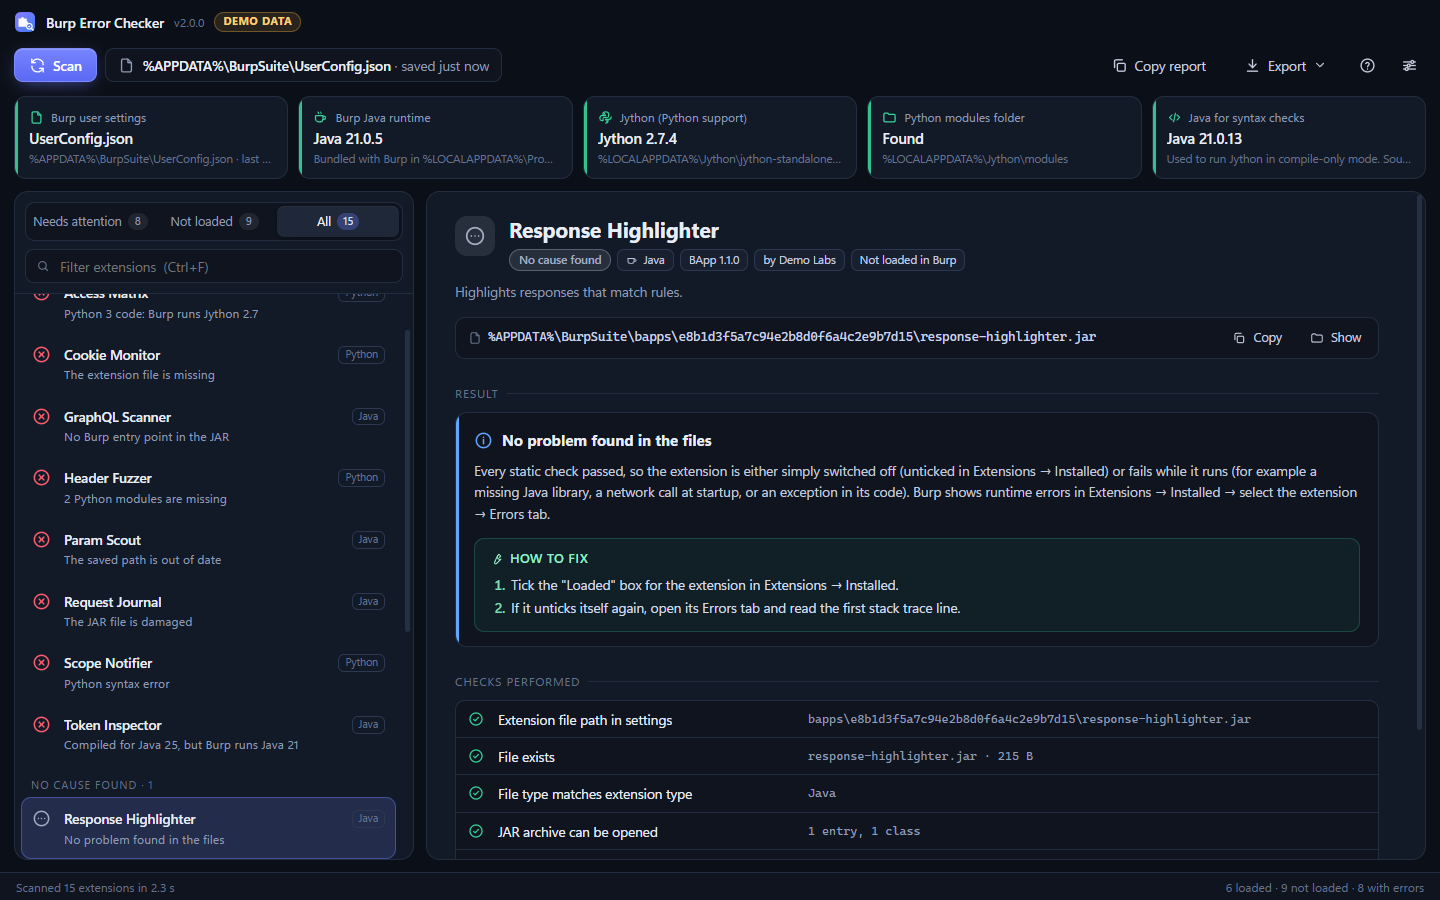 Burp Error Checker v2.0.0 DEMO DATA
Scan %APPDATA%\BurpSuite\UserConfig.json · saved just now Copy report Export
Burp user settings
UserConfig.json
%APPDATA%\BurpSuite\UserConfig.json · last ...
Burp Java runtime
Java 21.0.5
Bundled with Burp in %LOCALAPPDATA%\Pro...
Jython (Python support)
Jython 2.7.4
%LOCALAPPDATA%\Jython\jython-standalone...
Python modules folder
Found
%LOCALAPPDATA%\Jython\modules
Java for syntax checks
Java 21.0.13
Used to run Jython in compile-only mode. Sou...
Needs attention 8 Not loaded 9 All 15
Filter extensions (Ctrl+F)
Access Matrix Python
Python 3 code: Burp runs Jython 2.7
Cookie Monitor Python
The extension file is missing
GraphQL Scanner Java
No Burp entry point in the JAR
Header Fuzzer Python
2 Python modules are missing
Param Scout Java
The saved path is out of date
Request Journal Java
The JAR file is damaged
Scope Notifier Python
Python syntax error
Token Inspector Java
Compiled for Java 25, but Burp runs Java 21
NO CAUSE FOUND · 1
Response Highlighter Java
No problem found in the files
Response Highlighter
No cause found Java BApp 1.1.0 by Demo Labs Not loaded in Burp
Highlights responses that match rules.
%APPDATA%\BurpSuite\bapps\e8b1d3f5a7c94e2b8d0f6a4c2e9b7d15\response-highlighter.jar Copy Show
RESULT
No problem found in the files
Every static check passed, so the extension is either simply switched off (unticked in Extensions → Installed) or fails while it runs (for example a
missing Java library, a network call at startup, or an exception in its code). Burp shows runtime errors in Extensions → Installed → select the extension
→ Errors tab.
HOW TO FIX
1. Tick the "Loaded" box for the extension in Extensions → Installed.
2. If it unticks itself again, open its Errors tab and read the first stack trace line.
CHECKS PERFORMED
Extension file path in settings bapps\e8b1d3f5a7c94e2b8d0f6a4c2e9b7d15\response-highlighter.jar
File exists response-highlighter.jar · 215 B
File type matches extension type Java
JAR archive can be opened 1 entry, 1 class
Scanned 15 extensions in 2.3 s 6 loaded · 9 not loaded · 8 with errors